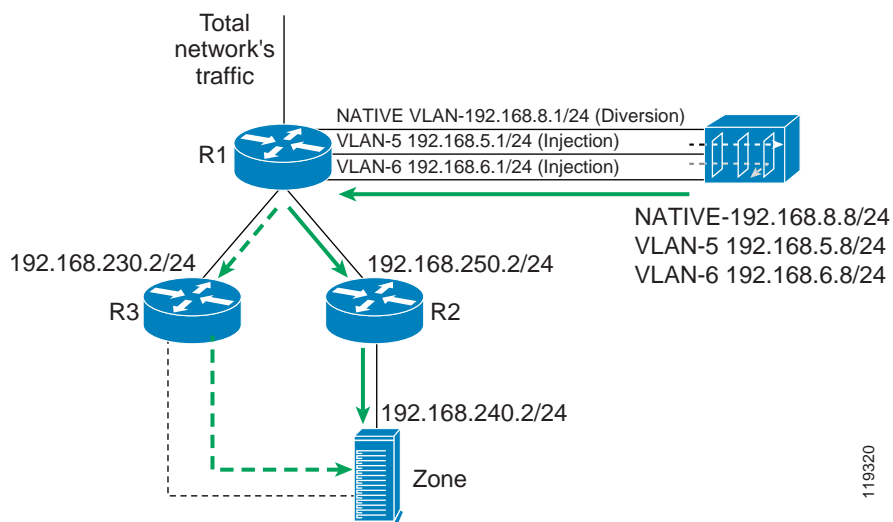 Total
network's
traffic
NATIVE VLAN-192.168.8.1/24 (Diversion)
VLAN-5 192.168.5.1/24 (Injection)
R1
VLAN-6 192.168.6.1/24 (Injection)
NATIVE-192.168.8.8/24
VLAN-5 192.168.5.8/24
VLAN-6 192.168.6.8/24
192.168.230.2/24
192.168.250.2/24
R3
R2
192.168.240.2/24
Zone
119320